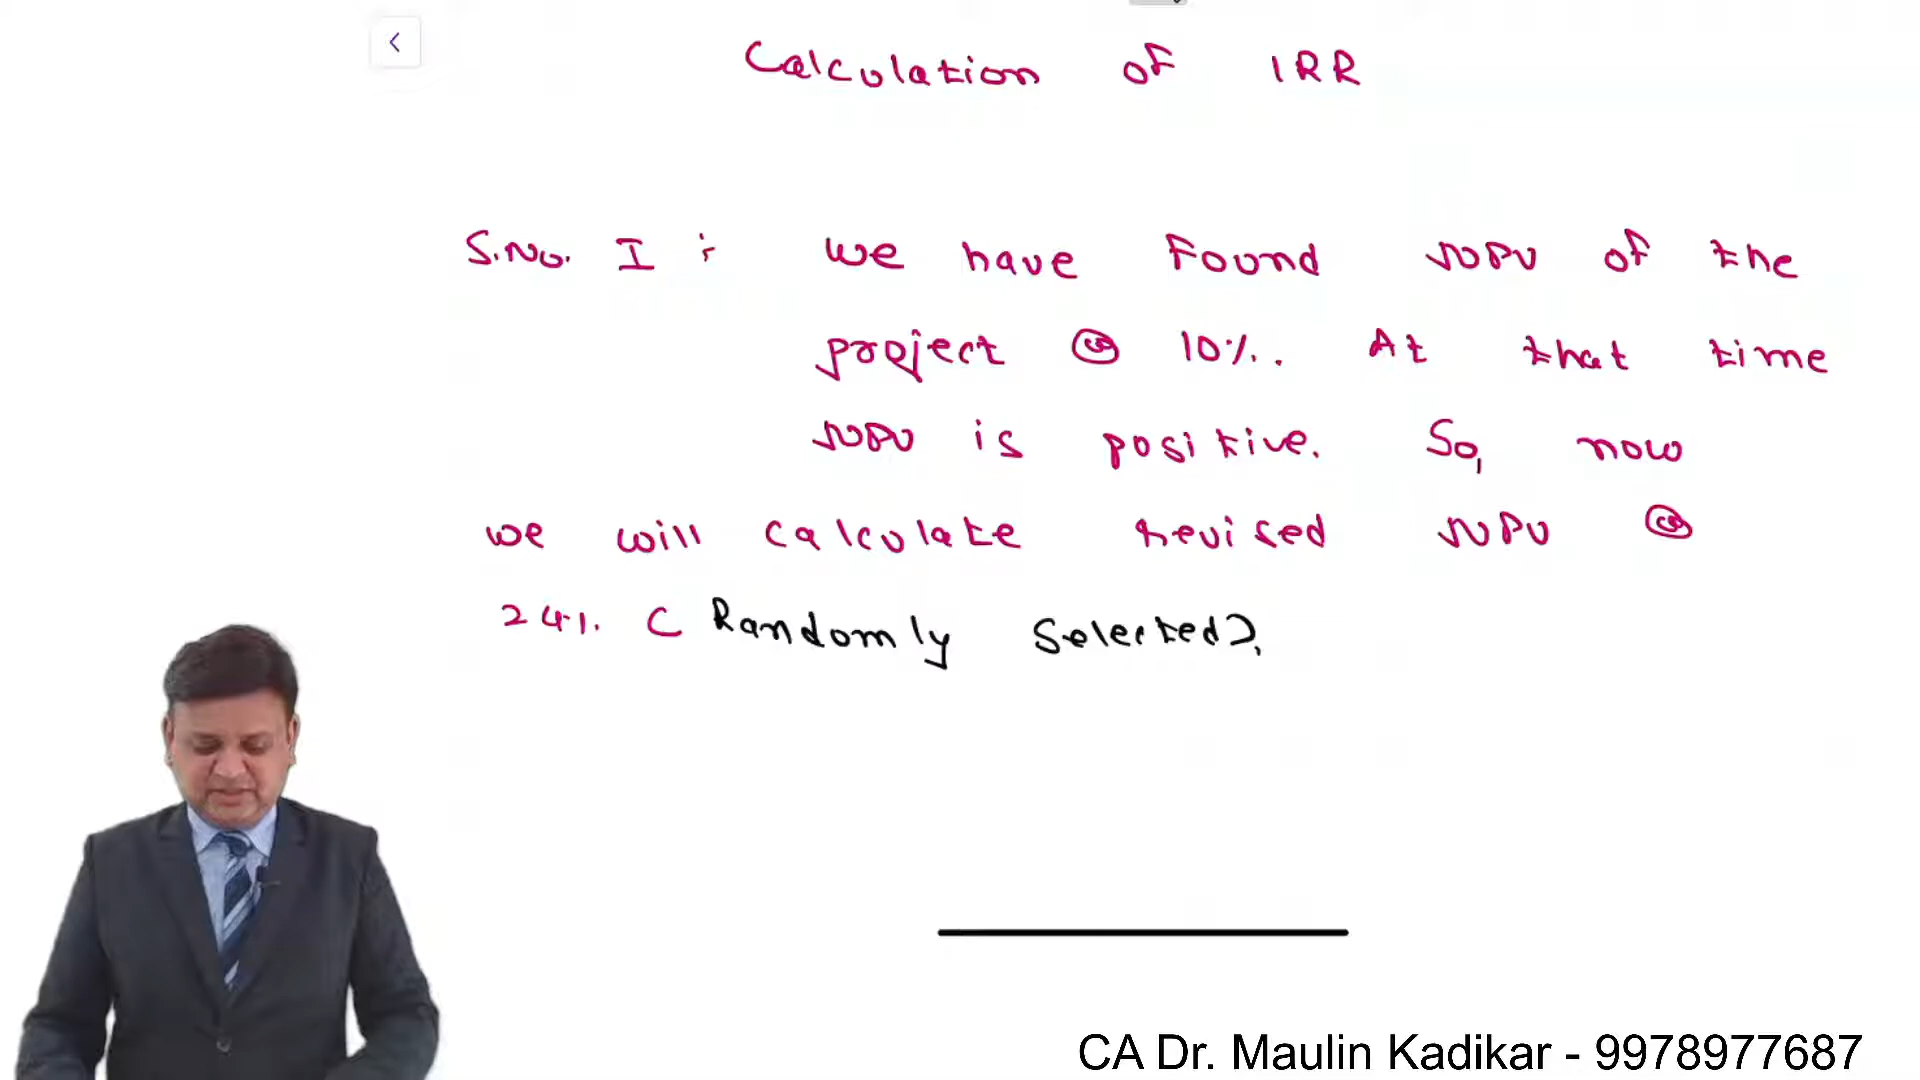 Calculation of IRR
S.No. I : we have Found NPV of the
project @ 10%. At that time
NPV is positive. So, now
we will calculate revised NPV @
24%. (Randomly Selected).
CA Dr. Maulin Kadikar - 9978977687